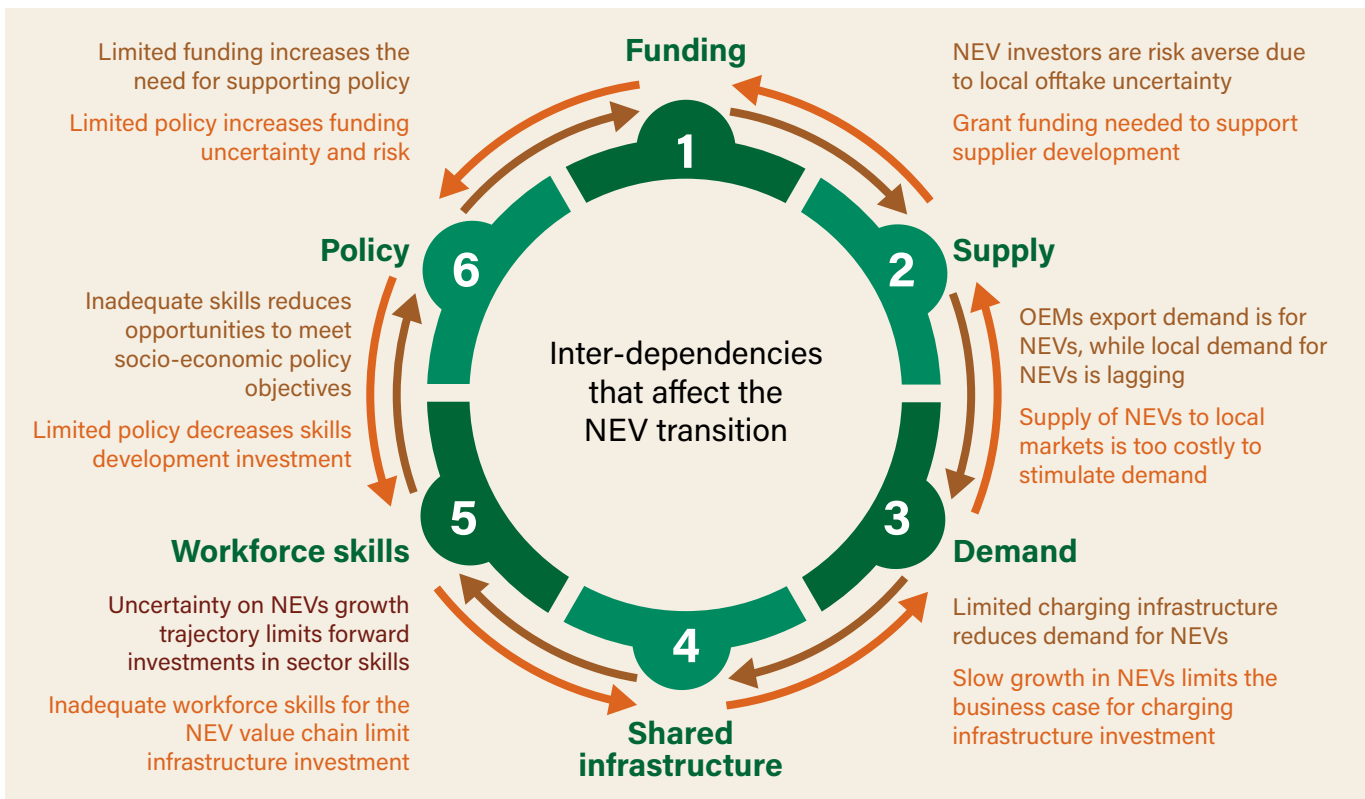 Funding
1
NEV investors are risk averse due
to local offtake uncertainty
Grant funding needed to support
supplier development
Supply
2
OEMs export demand is for
NEVs, while local demand for
NEVs is lagging
Supply of NEVs to local
markets is too costly to
stimulate demand
Demand
3
Limited charging infrastructure
reduces demand for NEVs
Slow growth in NEVs limits the
business case for charging
infrastructure investment
4
Shared
infrastructure
Workforce skills
5
Uncertainty on NEVs growth
trajectory limits forward
investments in sector skills
Inadequate workforce skills for the
NEV value chain limit
infrastructure investment
Policy
6
Inadequate skills reduces
opportunities to meet
socio-economic policy
objectives
Limited policy decreases skills
development investment
Limited funding increases the
need for supporting policy
Limited policy increases funding
uncertainty and risk
Inter-dependencies
that affect the
NEV transition